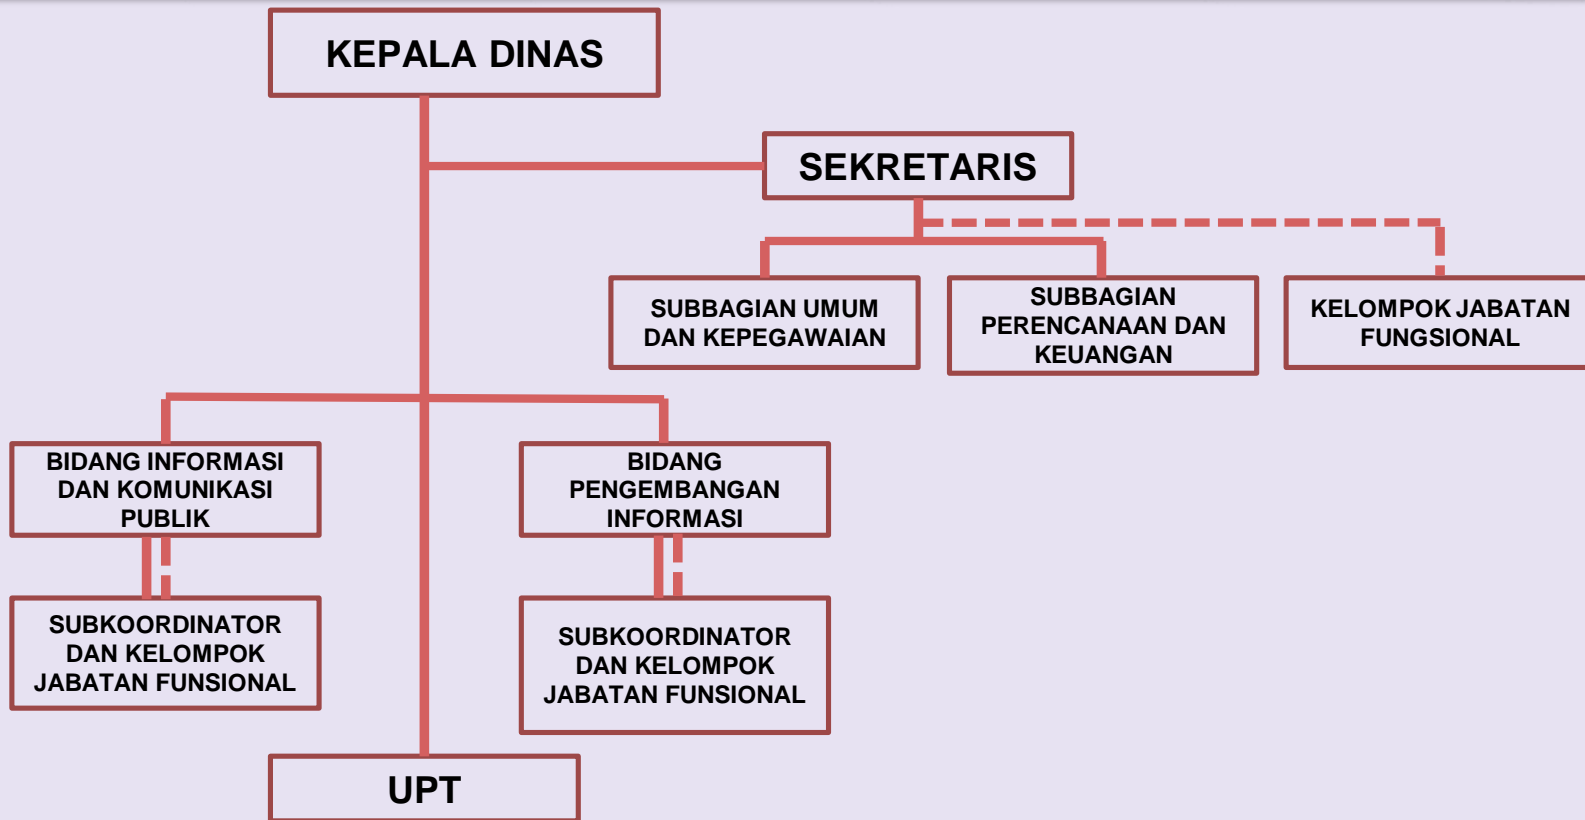 KEPALA DINAS
SEKRETARIS
SUBBAGIAN UMUM
DAN KEPEGAWAIAN
SUBBAGIAN
PERENCANAAN DAN
KEUANGAN
KELOMPOK JABATAN
FUNGSIONAL
BIDANG INFORMASI
DAN KOMUNIKASI
PUBLIK
BIDANG
PENGEMBANGAN
INFORMASI
SUBKOORDINATOR
DAN KELOMPOK
JABATAN FUNSIONAL
SUBKOORDINATOR
DAN KELOMPOK
JABATAN FUNSIONAL
UPT